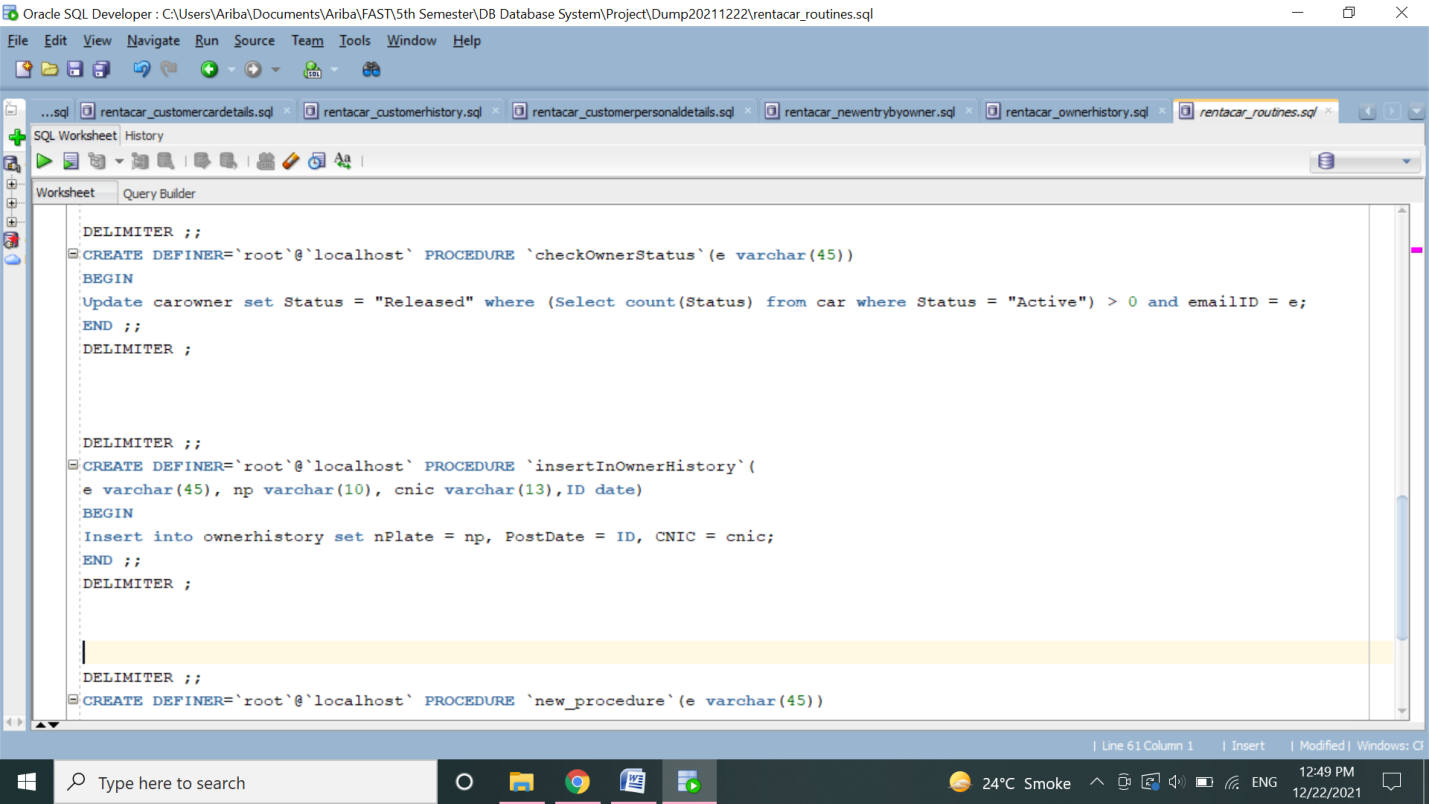 Oracle SQL Developer : C:\Users\Ariba\Documents\Ariba\FAST\5th Semester\DB Database System\Project\Dump20211222\rentacar_routines.sql
File Edit View Navigate Run Source Team Tools Window Help
SQL
...sql rentacar_customercardetails.sql rentacar_customerhistory.sql rentacar_customerpersonaldetails.sql rentacar_newentrybyowner.sql rentacar_ownerhistory.sql rentacar_routines.sql
SQL Worksheet History
Aa
Worksheet Query Builder
DELIMITER ;;
CREATE DEFINER=`root`@`localhost` PROCEDURE `checkOwnerStatus`(e varchar(45))
BEGIN
Update carowner set Status = "Released" where (Select count(Status) from car where Status = "Active") > 0 and emailID = e;
END ;;
DELIMITER ;
DELIMITER ;;
CREATE DEFINER=`root`@`localhost` PROCEDURE `insertInOwnerHistory`(
e varchar(45), np varchar(10), cnic varchar(13),ID date)
BEGIN
Insert into ownerhistory set nPlate = np, PostDate = ID, CNIC = cnic;
END ;;
DELIMITER ;
DELIMITER ;;
CREATE DEFINER=`root`@`localhost` PROCEDURE `new_procedure`(e varchar(45))
| Line 61 Column 1 | Insert | Modified | Windows: CF
Type here to search 24°C Smoke ENG 12:49 PM
12/22/2021